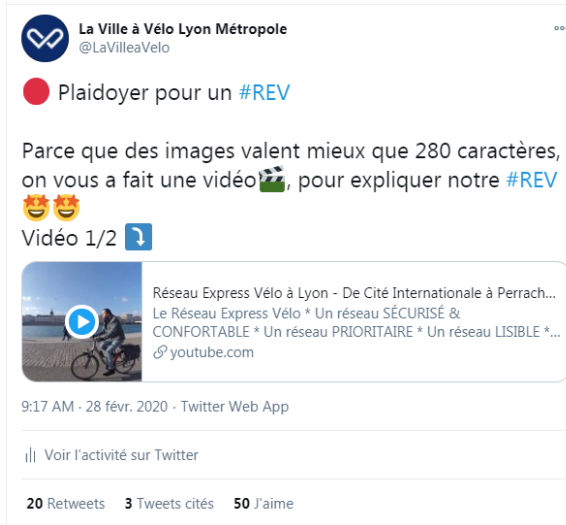 La Ville à Vélo Lyon Métropole
@LaVilleaVelo
Plaidoyer pour un #REV
Parce que des images valent mieux que 280 caractères,
on vous a fait une vidéo🎬, pour expliquer notre #REV
🤩🤩
Vidéo 1/2 ⤵️
Réseau Express Vélo à Lyon - De Cité Internationale à Perrach...
Le Réseau Express Vélo * Un réseau SÉCURISÉ &
CONFORTABLE * Un réseau PRIORITAIRE * Un réseau LISIBLE *...
youtube.com
9:17 AM · 28 févr. 2020 · Twitter Web App
Voir l'activité sur Twitter
20 Retweets 3 Tweets cités 50 J'aime